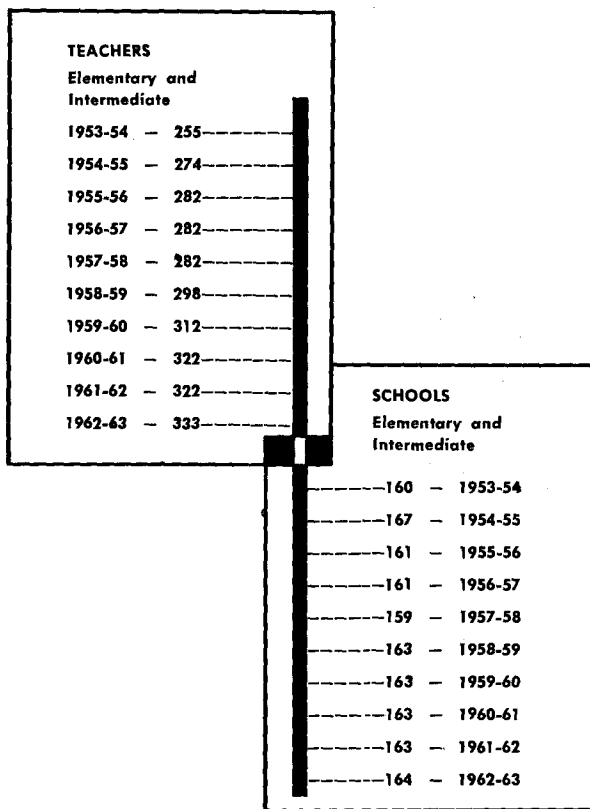 TEACHERS
Elementary and
Intermediate
1953-54 — 255
1954-55 — 274
1955-56 — 282
1956-57 — 282
1957-58 — 282
1958-59 — 298
1959-60 — 312
1960-61 — 322
1961-62 — 322
1962-63 — 333
SCHOOLS
Elementary and
Intermediate
160 — 1953-54
167 — 1954-55
161 — 1955-56
161 — 1956-57
159 — 1957-58
163 — 1958-59
163 — 1959-60
163 — 1960-61
163 — 1961-62
164 — 1962-63